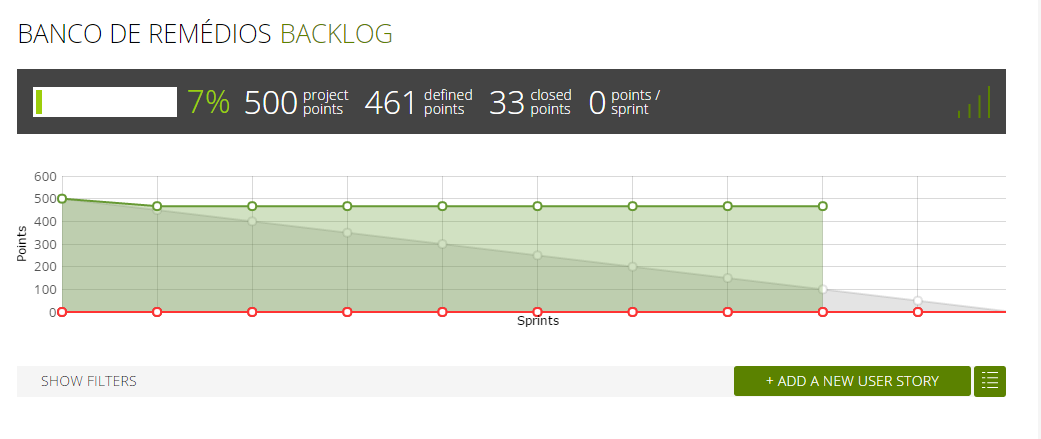 BANCO DE REMÉDIOS BACKLOG
7% 500 project points 461 defined points 33 closed points 0 points / sprint
600
500
400
300
200
100
0
Points
Sprints
SHOW FILTERS
+ ADD A NEW USER STORY